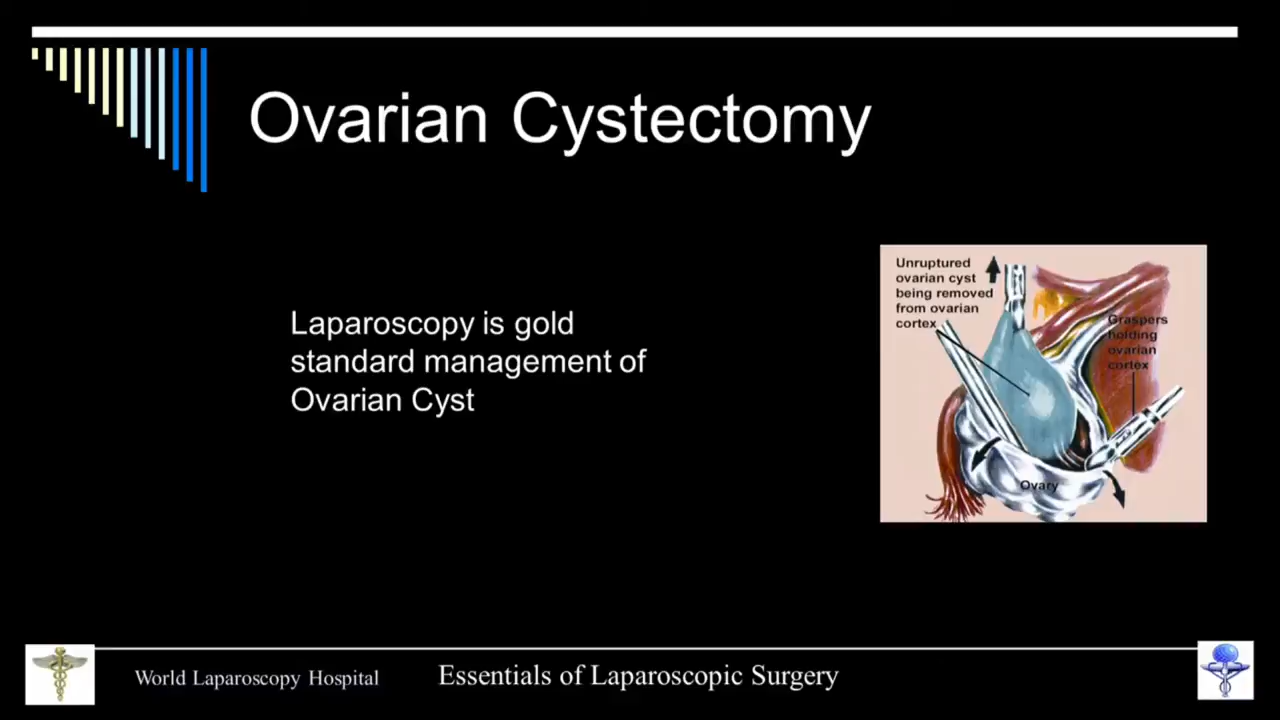 Ovarian Cystectomy
Laparoscopy is gold
standard management of
Ovarian Cyst
Unruptured
ovarian cyst
being removed
from ovarian
cortex
Graspers
holding
ovarian
cortex
Ovary
World Laparoscopy Hospital
Essentials of Laparoscopic Surgery